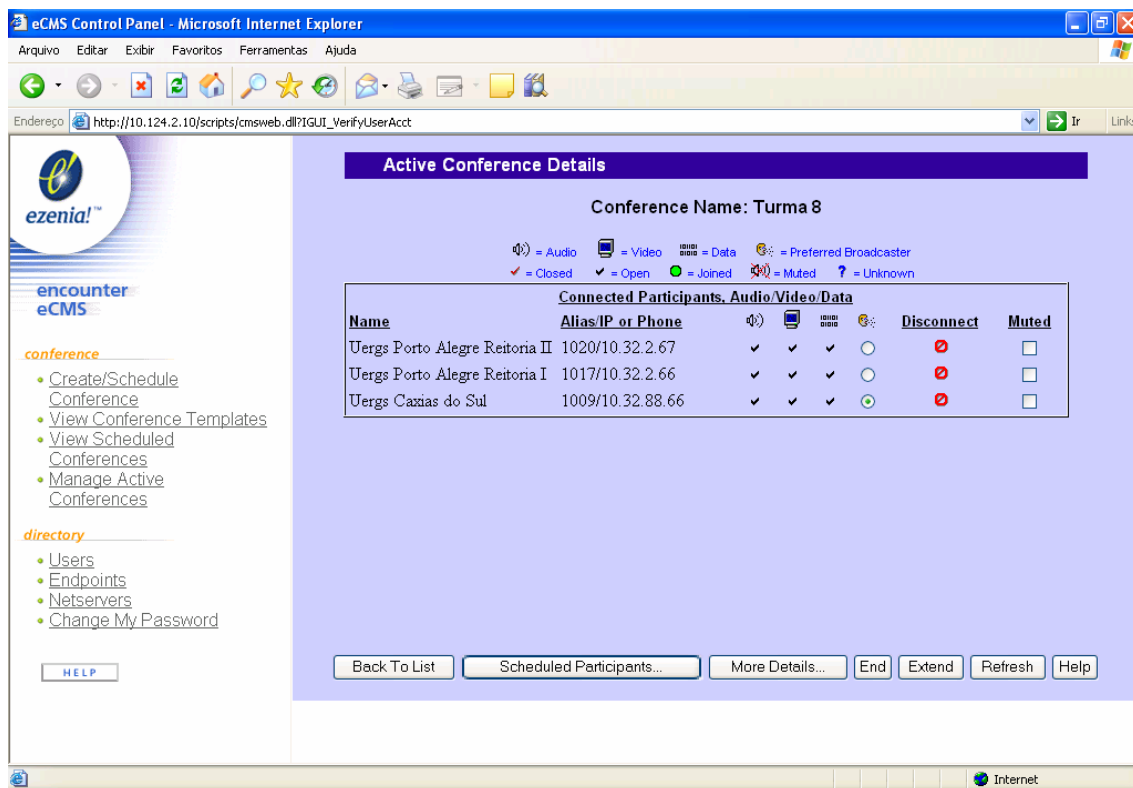 eCMS Control Panel - Microsoft Internet Explorer
Arquivo Editar Exibir Favoritos Ferramentas Ajuda
Endereço http://10.124.2.10/scripts/cmsweb.dll?IGUI_VerifyUserAcct Ir Links
ezenia!™
encounter
eCMS
conference
Create/Schedule
Conference
View Conference Templates
View Scheduled
Conferences
Manage Active
Conferences
directory
Users
Endpoints
Netservers
Change My Password
HELP
Active Conference Details
Conference Name: Turma 8
= Audio = Video = Data = Preferred Broadcaster
= Closed = Open = Joined = Muted ? = Unknown
Connected Participants, Audio/Video/Data
Name Alias/IP or Phone Disconnect Muted
Uergs Porto Alegre Reitoria II 1020/10.32.2.67
Uergs Porto Alegre Reitoria I 1017/10.32.2.66
Uergs Caxias do Sul 1009/10.32.88.66
Back To List Scheduled Participants... More Details... End Extend Refresh Help
Internet